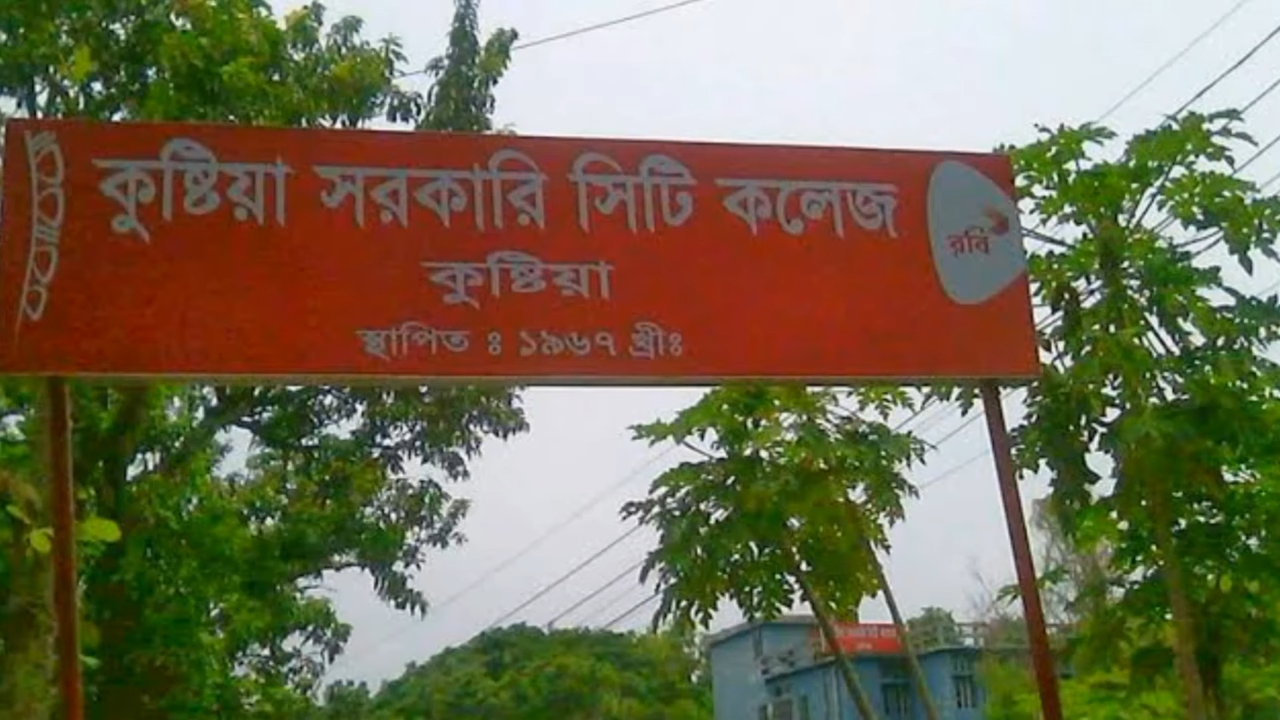 কুষ্টিয়া সরকারি সিটি কলেজ
কুষ্টিয়া
স্থাপিত ঃ ১৯৬৭ খ্রীঃ
রবি